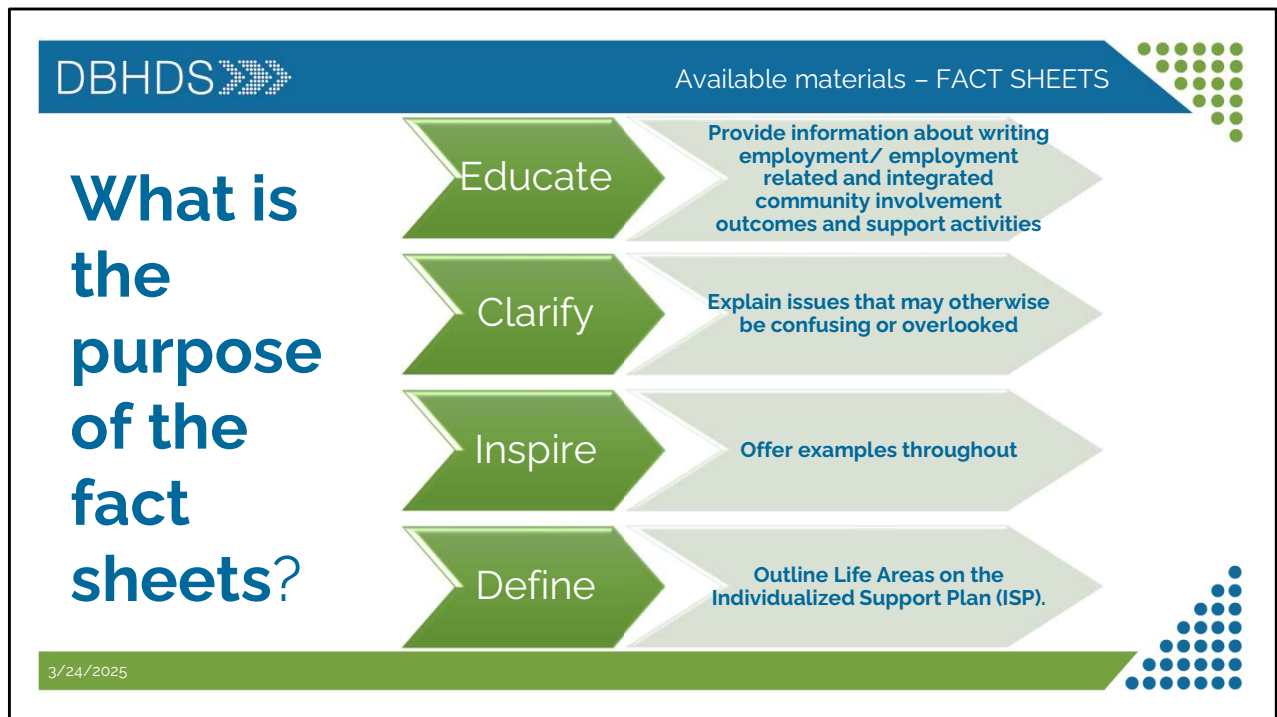 DBHDS
Available materials – FACT SHEETS
What is
the
purpose
of the
fact
sheets?
Educate
Provide information about writing
employment/ employment
related and integrated
community involvement
outcomes and support activities
Clarify
Explain issues that may otherwise
be confusing or overlooked
Inspire
Offer examples throughout
Define
Outline Life Areas on the
Individualized Support Plan (ISP).
3/24/2025